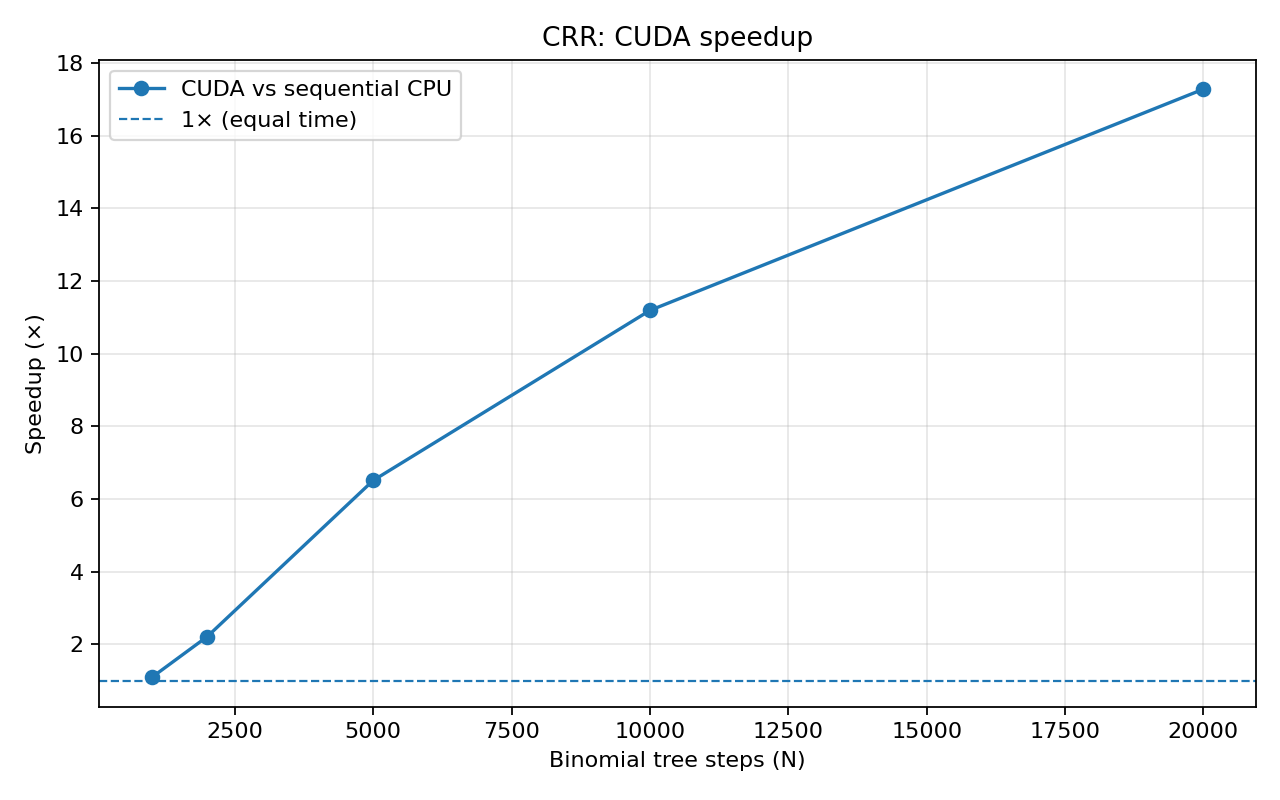 CRR: CUDA speedup
CUDA vs sequential CPU
1× (equal time)
Speedup (×)
18
16
14
12
10
8
6
4
2
2500 5000 7500 10000 12500 15000 17500 20000
Binomial tree steps (N)